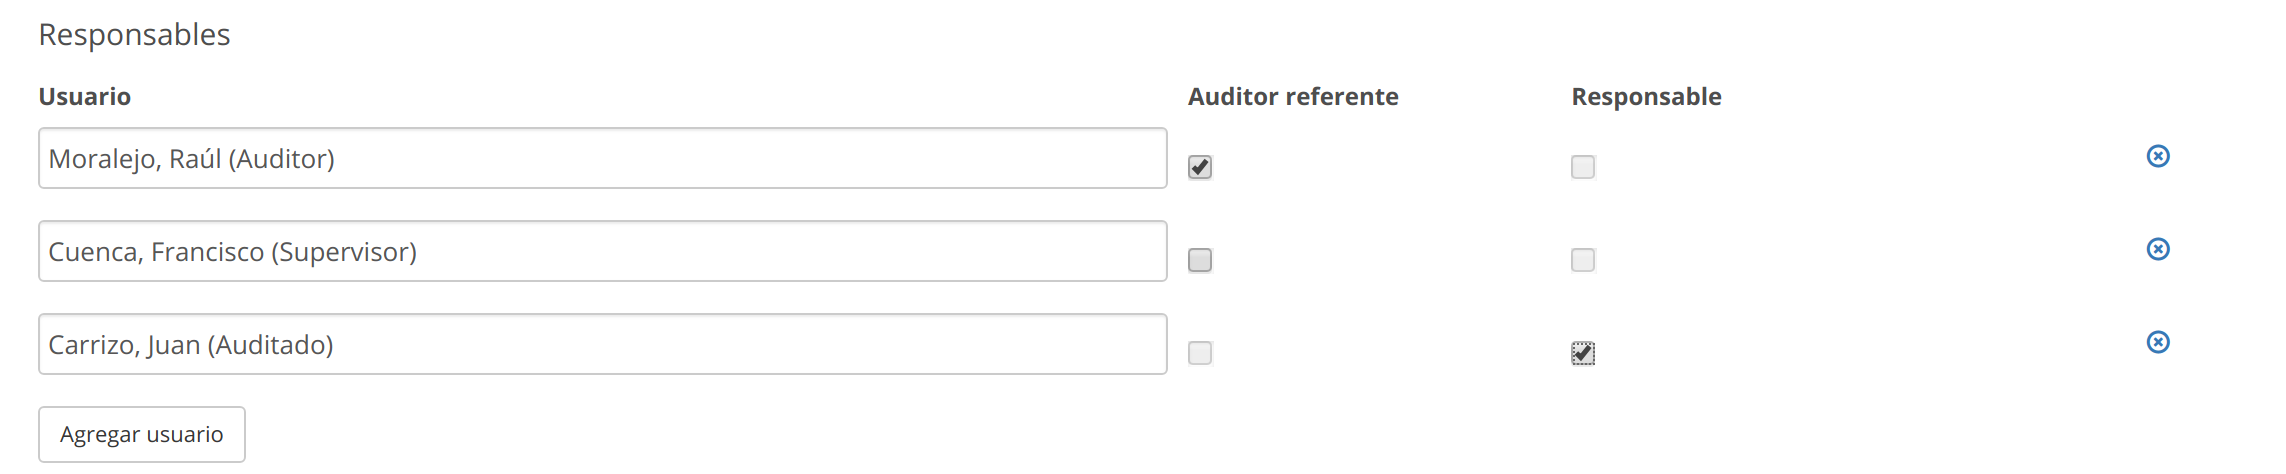 Responsables
Usuario Auditor referente Responsable
Moralejo, Raúl (Auditor)
Cuenca, Francisco (Supervisor)
Carrizo, Juan (Auditado)
Agregar usuario